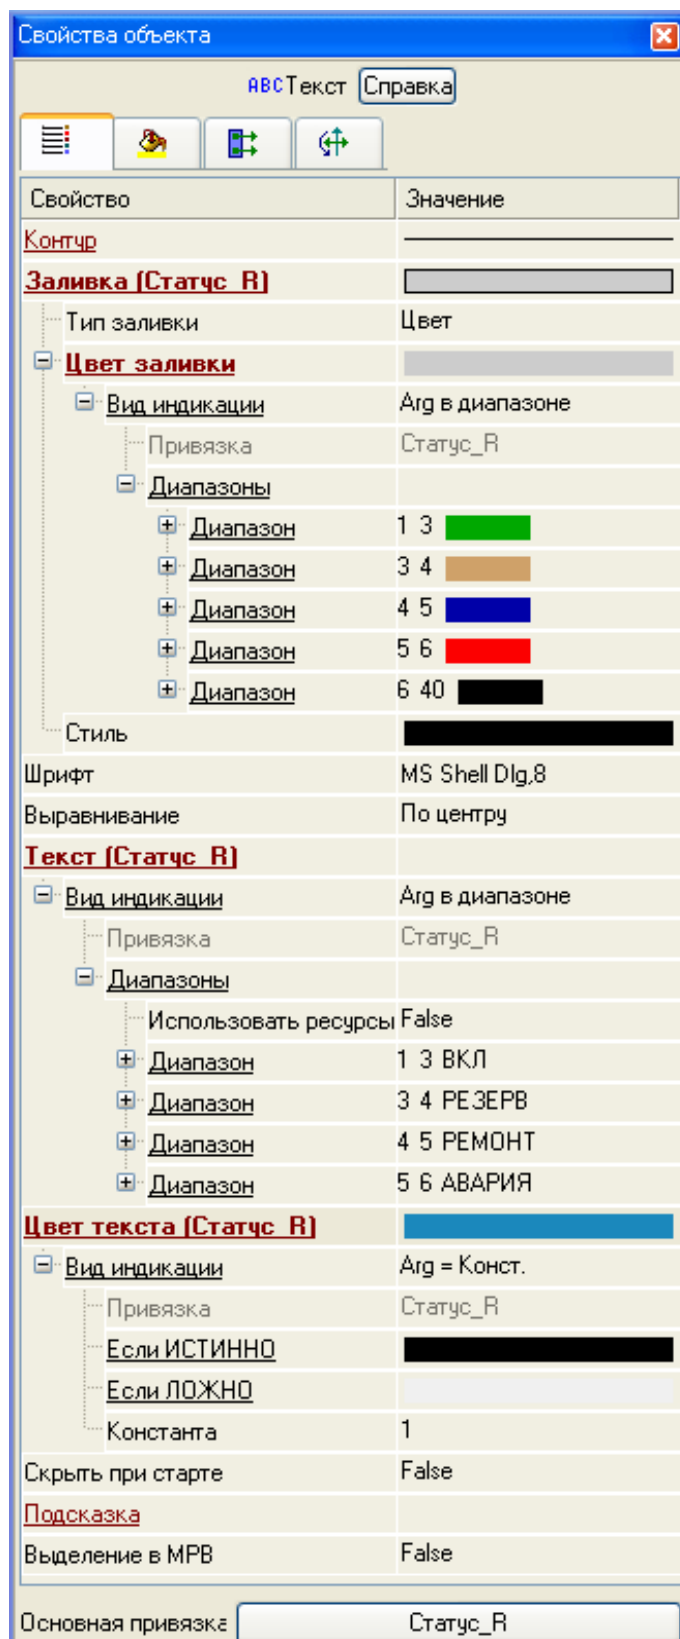 Свойства объекта
ABC Текст Справка
Свойство Значение
Контур
Заливка (Статус_R)
Тип заливки Цвет
Цвет заливки
Вид индикации Arg в диапазоне
Привязка Статус_R
Диапазоны
Диапазон 1 3
Диапазон 3 4
Диапазон 4 5
Диапазон 5 6
Диапазон 6 40
Стиль
Шрифт MS Shell Dlg,8
Выравнивание По центру
Текст (Статус_R)
Вид индикации Arg в диапазоне
Привязка Статус_R
Диапазоны
Использовать ресурсы False
Диапазон 1 3 ВКЛ
Диапазон 3 4 РЕЗЕРВ
Диапазон 4 5 РЕМОНТ
Диапазон 5 6 АВАРИЯ
Цвет текста (Статус_R)
Вид индикации Arg = Конст.
Привязка Статус_R
Если ИСТИННО
Если ЛОЖНО
Константа 1
Скрыть при старте False
Подсказка
Выделение в МРВ False
Основная привязка Статус_R